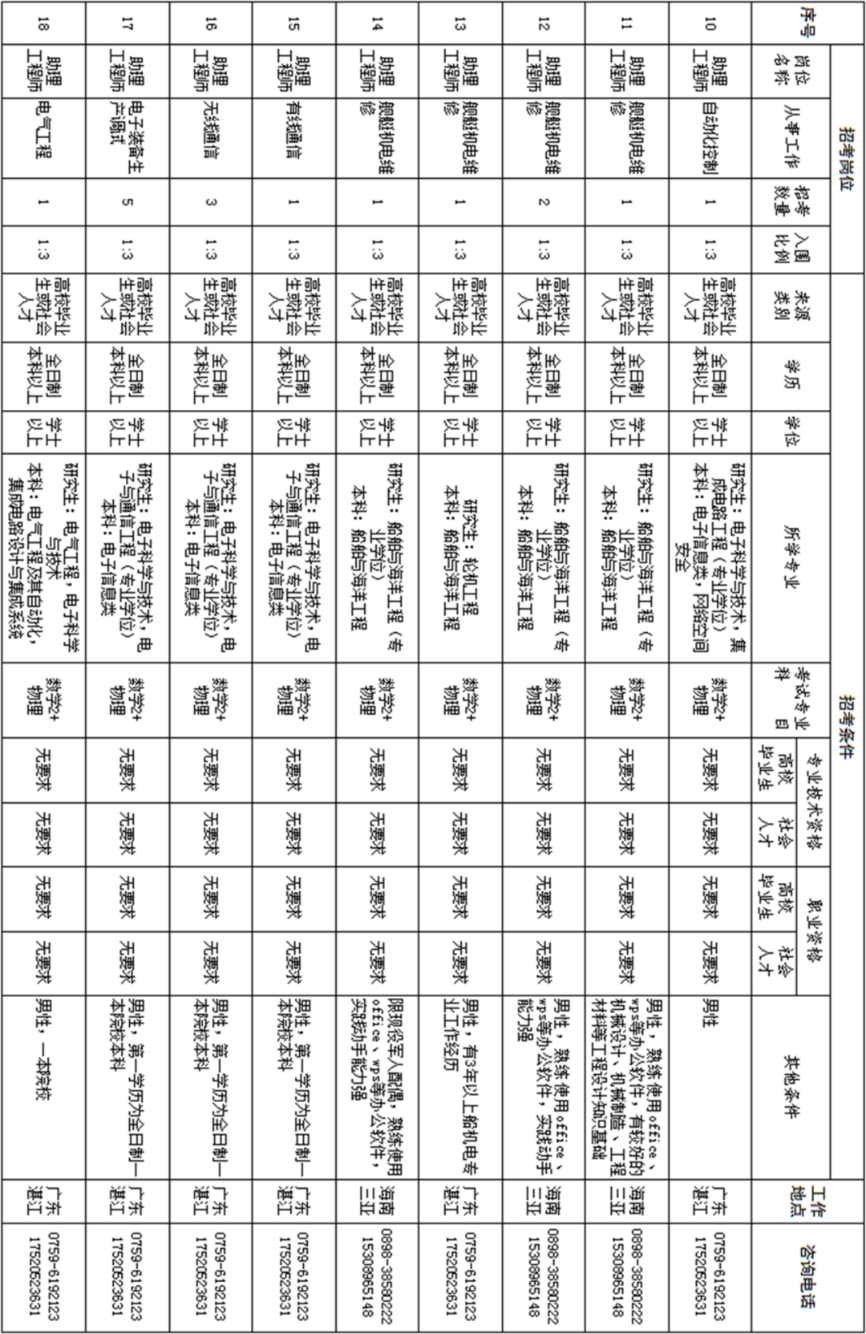 序号
招考岗位
招考条件
工作
地点
咨询电话
岗位
名称
从事工作
招考
数量
入围
比例
来源
类别
学历
学位
所学专业
考试专业
科 目
专业技术资格
职业资格
其他条件
高校
毕业生
社会
人才
高校
毕业生
社会
人才
10
助理
工程师
自动化控制
1
1:3
高校毕业
生或社会
人才
全日制
本科以上
学士
以上
研究生：电子科学与技术，集
成电路工程（专业学位）
本科：电子信息类，网络空间
安全
数学2+
物理
无要求
无要求
无要求
无要求
男性
广东
湛江
0759-6192123
17520523631
11
助理
工程师
舰艇机电维
修
1
1:3
高校毕业
生或社会
人才
全日制
本科以上
学士
以上
研究生：船舶与海洋工程（专
业学位）
本科：船舶与海洋工程
数学2+
物理
无要求
无要求
无要求
无要求
男性，熟练使用office、
wps等办公软件，有较好的
机械设计、机械制造、工程
材料等工程设计知识基础
海南
三亚
0898-38580222
15308965148
12
助理
工程师
舰艇机电维
修
2
1:3
高校毕业
生或社会
人才
全日制
本科以上
学士
以上
研究生：船舶与海洋工程（专
业学位）
本科：船舶与海洋工程
数学2+
物理
无要求
无要求
无要求
无要求
男性，熟练使用office、
wps等办公软件，实践动手
能力强
海南
三亚
0898-38580222
15308965148
13
助理
工程师
舰艇机电维
修
1
1:3
高校毕业
生或社会
人才
全日制
本科以上
学士
以上
研究生：轮机工程
本科：船舶与海洋工程
数学2+
物理
无要求
无要求
无要求
无要求
男性，有3年以上船机电专
业工作经历
广东
湛江
0759-6192123
17520523631
14
助理
工程师
舰艇机电维
修
1
1:3
高校毕业
生或社会
人才
全日制
本科以上
学士
以上
研究生：船舶与海洋工程（专
业学位）
本科：船舶与海洋工程
数学2+
物理
无要求
无要求
无要求
无要求
限现役军人配偶，熟练使用
office、wps等办公软件，
实践动手能力强
海南
三亚
0898-38580222
15308965148
15
助理
工程师
有线通信
1
1:3
高校毕业
生或社会
人才
全日制
本科以上
学士
以上
研究生：电子科学与技术，电
子与通信工程（专业学位）
本科：电子信息类
数学2+
物理
无要求
无要求
无要求
无要求
男性，第一学历为全日制一
本院校本科
广东
湛江
0759-6192123
17520523631
16
助理
工程师
无线通信
3
1:3
高校毕业
生或社会
人才
全日制
本科以上
学士
以上
研究生：电子科学与技术，电
子与通信工程（专业学位）
本科：电子信息类
数学2+
物理
无要求
无要求
无要求
无要求
男性，第一学历为全日制一
本院校本科
广东
湛江
0759-6192123
17520523631
17
助理
工程师
电子装备生
产调试
5
1:3
高校毕业
生或社会
人才
全日制
本科以上
学士
以上
研究生：电子科学与技术，电
子与通信工程（专业学位）
本科：电子信息类
数学2+
物理
无要求
无要求
无要求
无要求
男性，第一学历为全日制一
本院校本科
广东
湛江
0759-6192123
17520523631
18
助理
工程师
电气工程
1
1:3
高校毕业
生或社会
人才
全日制
本科以上
学士
以上
研究生：电气工程，电子科学
与技术
本科：电气工程及其自动化，
集成电路设计与集成系统
数学2+
物理
无要求
无要求
无要求
无要求
男性，一本院校
广东
湛江
0759-6192123
17520523631